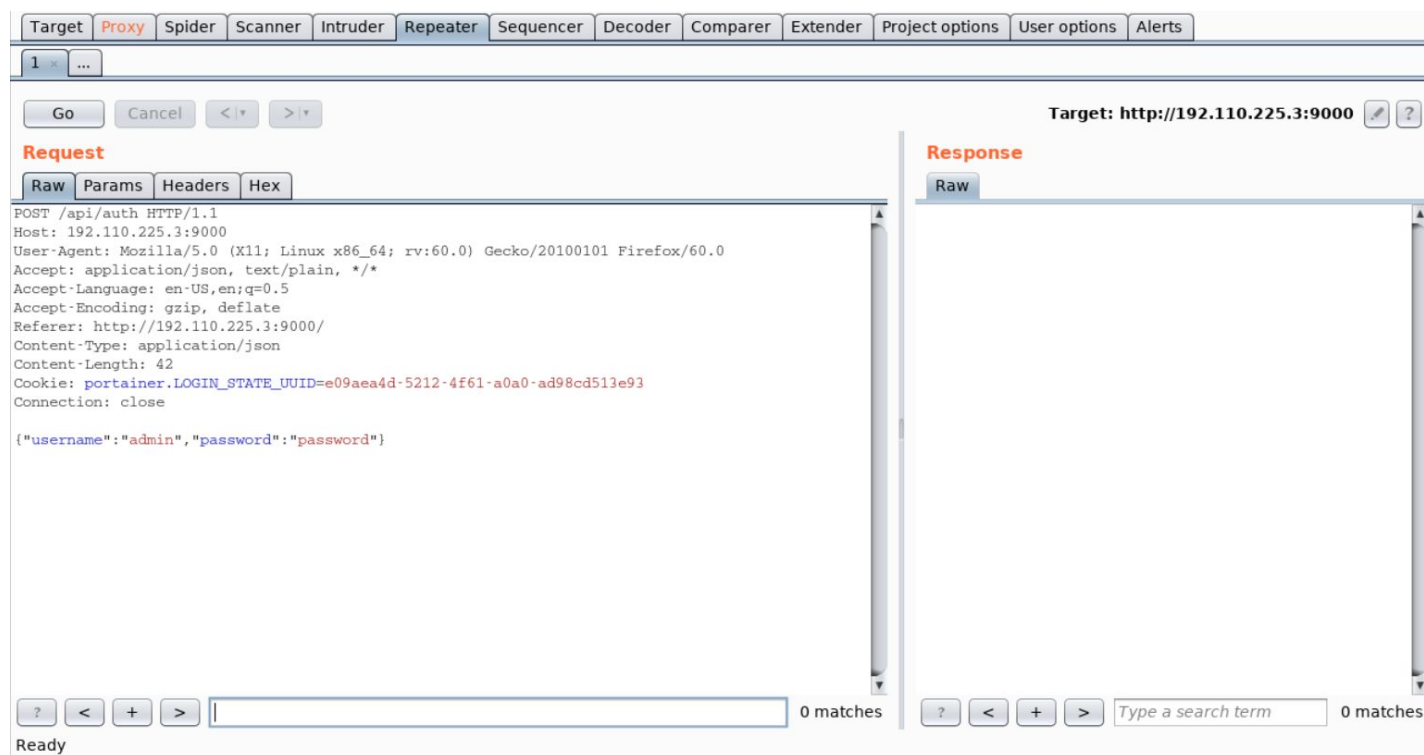 Target Proxy Spider Scanner Intruder Repeater Sequencer Decoder Comparer Extender Project options User options Alerts
1 × ...
Go Cancel < > Target: http://192.110.225.3:9000 ?
Request
Raw Params Headers Hex
POST /api/auth HTTP/1.1
Host: 192.110.225.3:9000
User-Agent: Mozilla/5.0 (X11; Linux x86_64; rv:60.0) Gecko/20100101 Firefox/60.0
Accept: application/json, text/plain, */*
Accept-Language: en-US,en;q=0.5
Accept-Encoding: gzip, deflate
Referer: http://192.110.225.3:9000/
Content-Type: application/json
Content-Length: 42
Cookie: portainer.LOGIN_STATE_UUID=e09aea4d-5212-4f61-a0a0-ad98cd513e93
Connection: close
{"username":"admin","password":"password"}
? < + > 0 matches
Response
Raw
? < + > Type a search term 0 matches
Ready